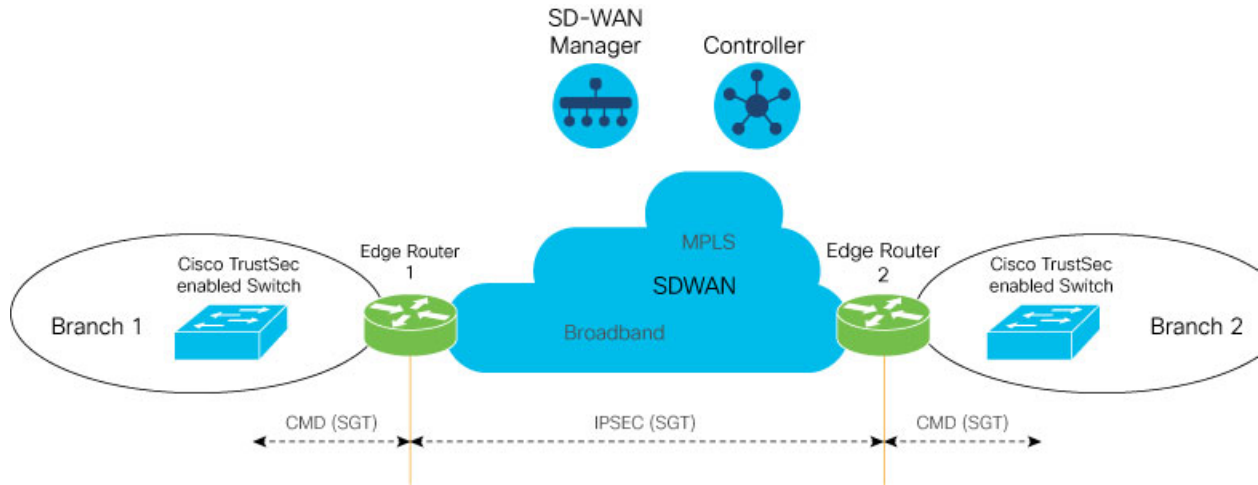 SD-WAN
Manager
Controller
MPLS
SDWAN
Broadband
Edge Router
1
Edge Router
2
Cisco TrustSec
enabled Switch
Branch 1
Cisco TrustSec
enabled Switch
Branch 2
CMD (SGT)
IPSEC (SGT)
CMD (SGT)